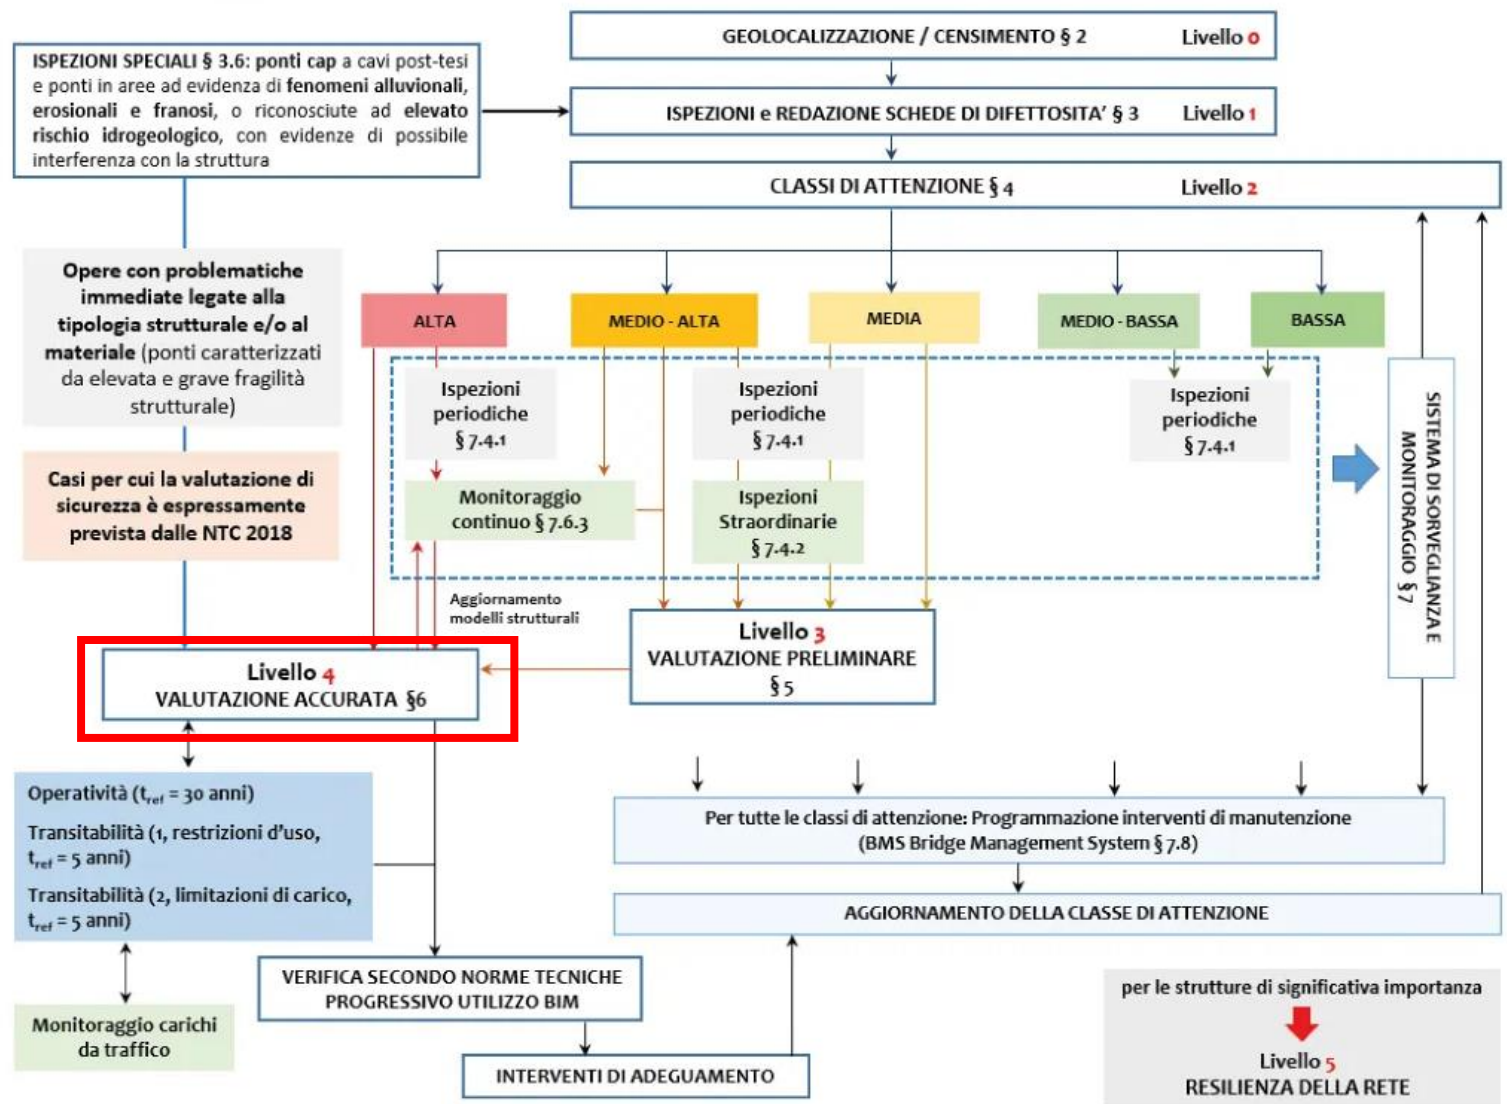 GEOLOCALIZZAZIONE / CENSIMENTO § 2 Livello 0
ISPEZIONI SPECIALI § 3.6: ponti cap a cavi post-tesi
e ponti in aree ad evidenza di fenomeni alluvionali,
erosionali e franosi, o riconosciute ad elevato
rischio idrogeologico, con evidenze di possibile
interferenza con la struttura
ISPEZIONI e REDAZIONE SCHEDE DI DIFETTOSITA’ § 3 Livello 1
CLASSI DI ATTENZIONE § 4 Livello 2
Opere con problematiche
immediate legate alla
tipologia strutturale e/o al
materiale (ponti caratterizzati
da elevata e grave fragilità
strutturale)
ALTA
MEDIO - ALTA
MEDIA
MEDIO - BASSA
BASSA
Ispezioni
periodiche
§ 7.4.1
Ispezioni
periodiche
§ 7.4.1
Ispezioni
periodiche
§ 7.4.1
SISTEMA DI SORVEGLIANZA E
MONITORAGGIO § 7
Casi per cui la valutazione di
sicurezza è espressamente
prevista dalle NTC 2018
Monitoraggio
continuo § 7.6.3
Ispezioni
Straordinarie
§ 7.4.2
Aggiornamento
modelli strutturali
Livello 3
VALUTAZIONE PRELIMINARE
§ 5
Livello 4
VALUTAZIONE ACCURATA §6
Operatività (tref = 30 anni)
Transitabilità (1, restrizioni d’uso,
tref = 5 anni)
Transitabilità (2, limitazioni di carico,
tref = 5 anni)
Per tutte le classi di attenzione: Programmazione interventi di manutenzione
(BMS Bridge Management System § 7.8)
AGGIORNAMENTO DELLA CLASSE DI ATTENZIONE
VERIFICA SECONDO NORME TECNICHE
PROGRESSIVO UTILIZZO BIM
Monitoraggio carichi
da traffico
INTERVENTI DI ADEGUAMENTO
per le strutture di significativa importanza
Livello 5
RESILIENZA DELLA RETE